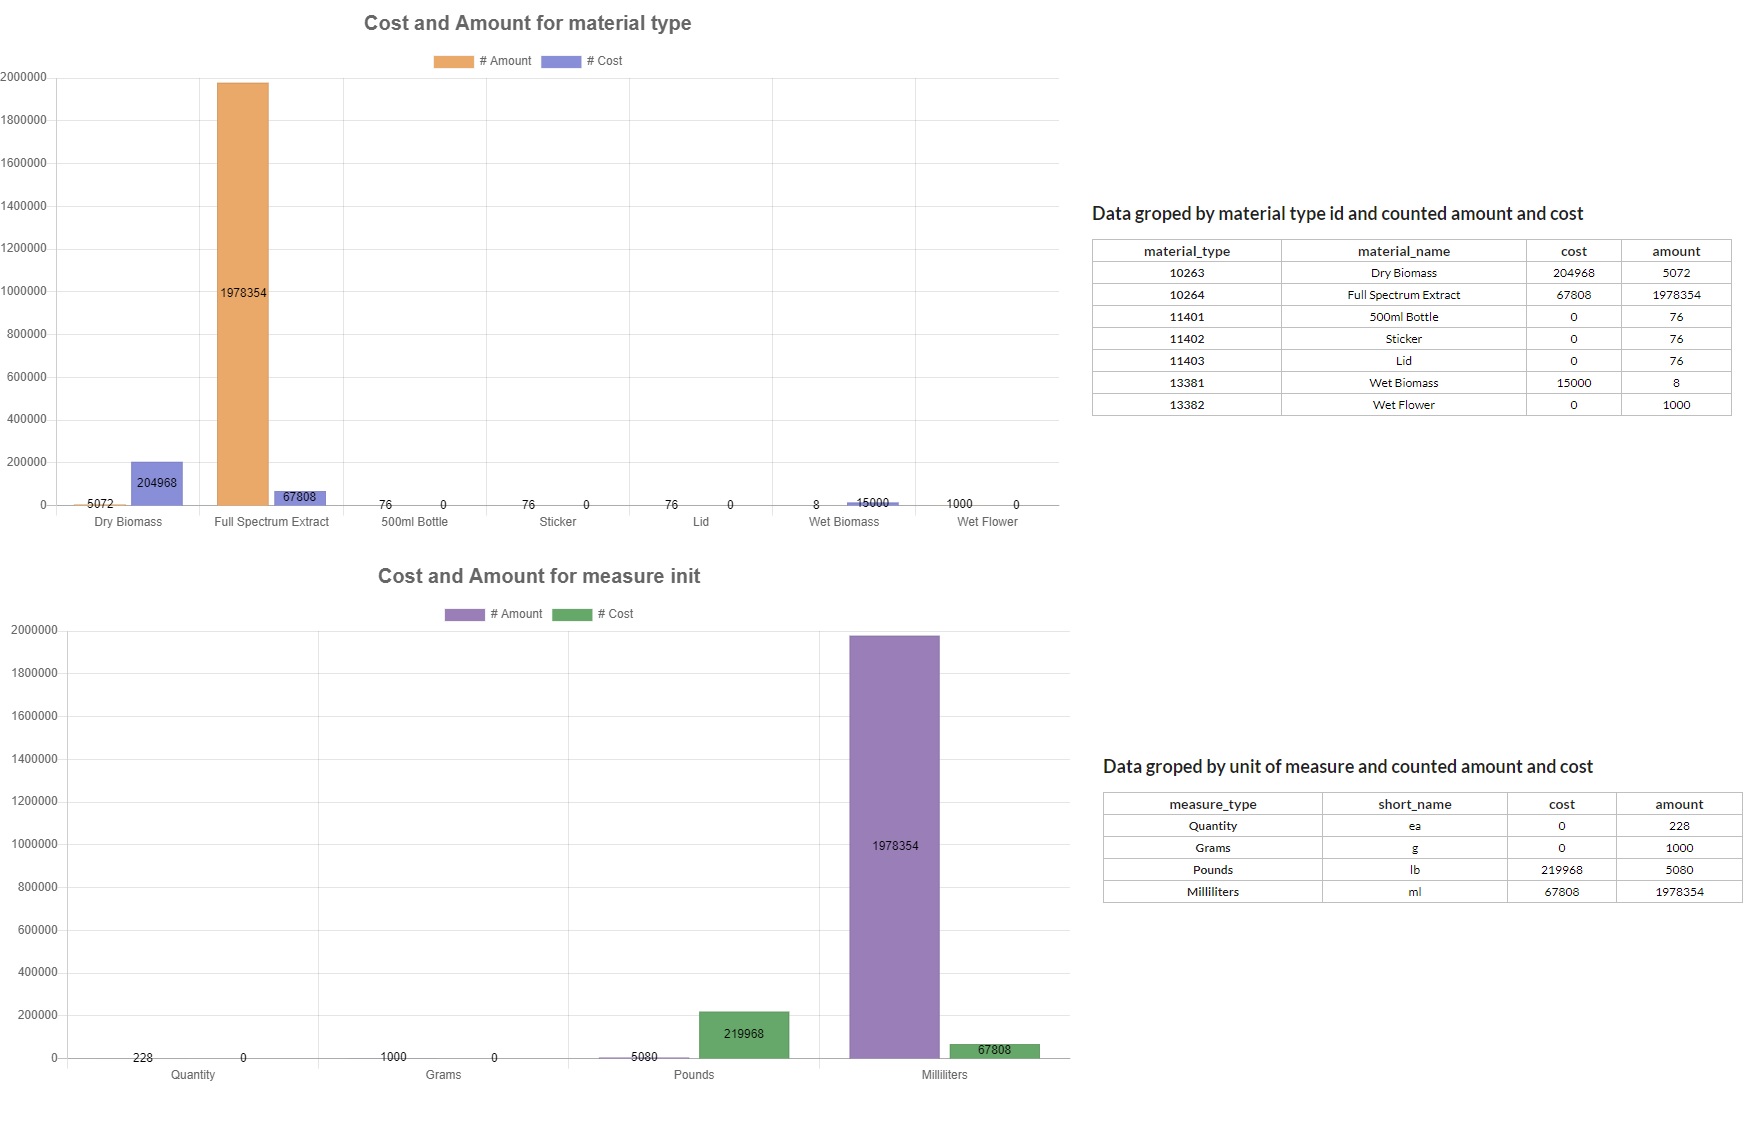 Cost and Amount for material type
# Amount # Cost
2000000
1800000
1600000
1400000
1200000
1000000
800000
600000
400000
200000
0
5072 204968 1978354 67808 76 0 76 0 76 0 8 15000 1000 0
Dry Biomass Full Spectrum Extract 500ml Bottle Sticker Lid Wet Biomass Wet Flower
Data groped by material type id and counted amount and cost
material_type material_name cost amount
10263 Dry Biomass 204968 5072
10264 Full Spectrum Extract 67808 1978354
11401 500ml Bottle 0 76
11402 Sticker 0 76
11403 Lid 0 76
13381 Wet Biomass 15000 8
13382 Wet Flower 0 1000
Cost and Amount for measure init
# Amount # Cost
2000000
1800000
1600000
1400000
1200000
1000000
800000
600000
400000
200000
0
228 0 1000 0 5080 219968 1978354 67808
Quantity Grams Pounds Milliliters
Data groped by unit of measure and counted amount and cost
measure_type short_name cost amount
Quantity ea 0 228
Grams g 0 1000
Pounds lb 219968 5080
Milliliters ml 67808 1978354